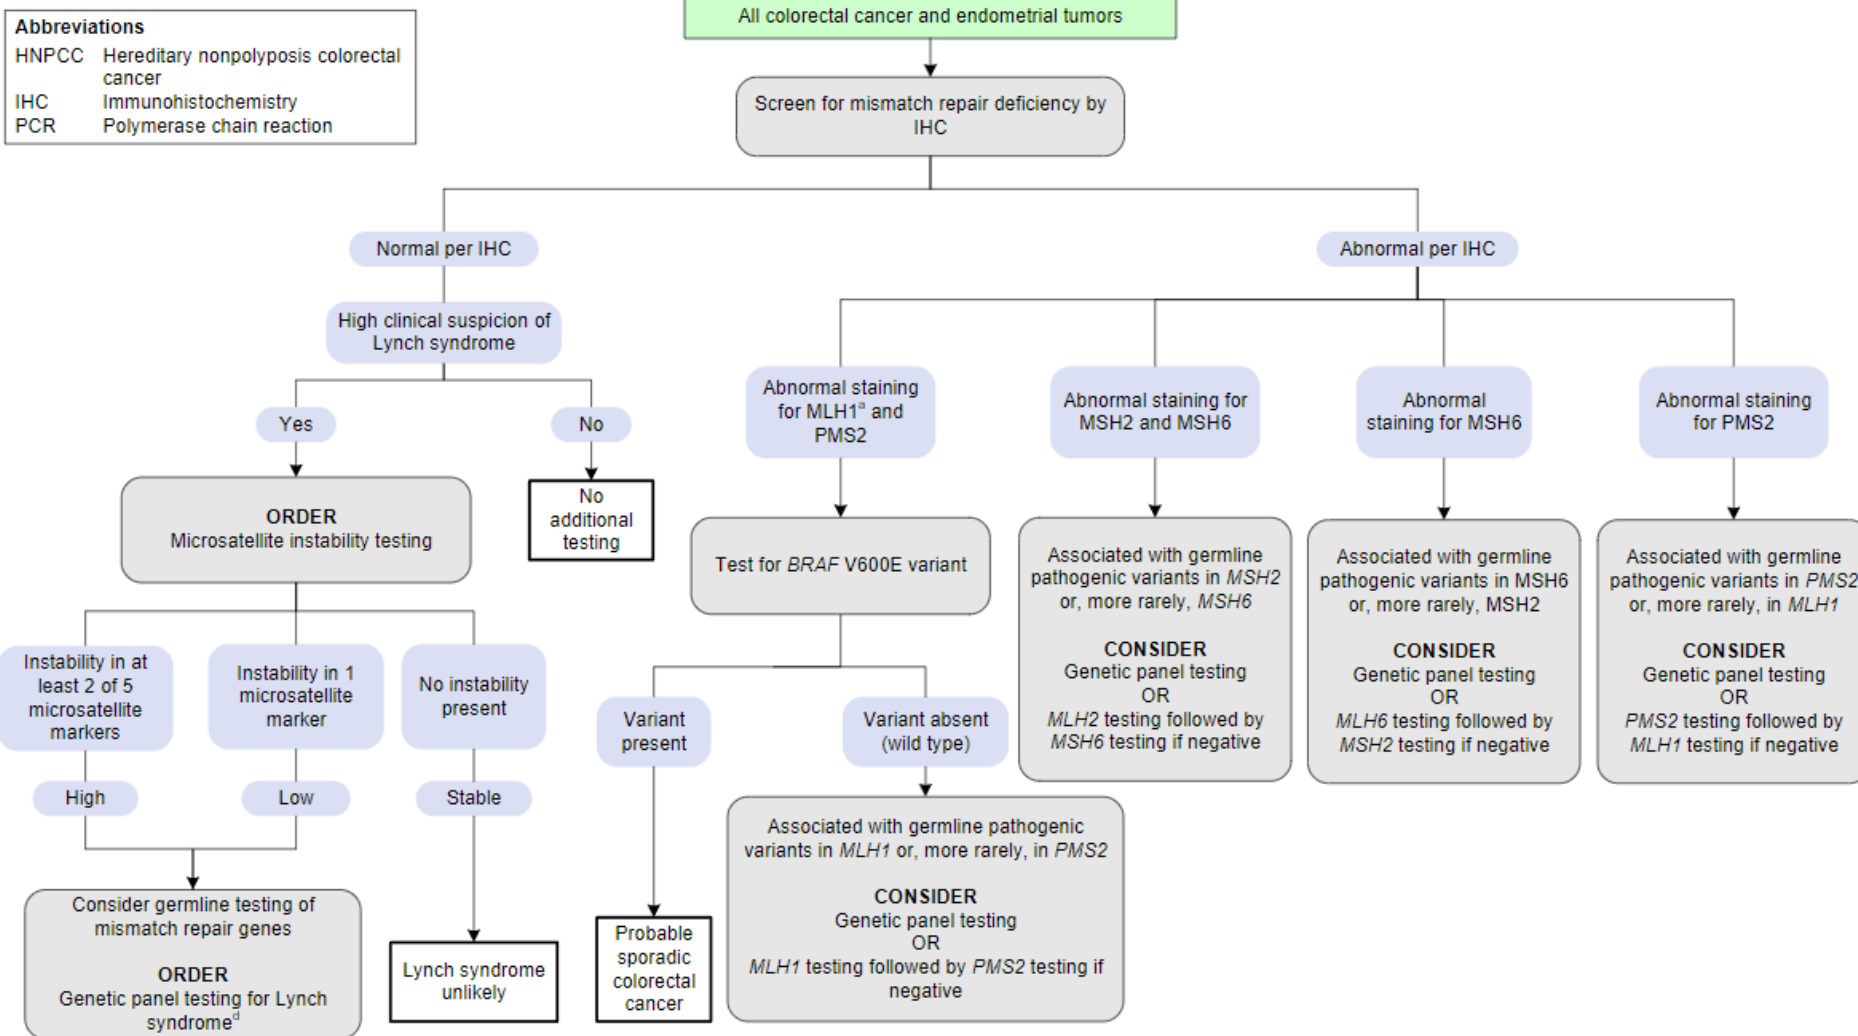 Abbreviations
HNPCC Hereditary nonpolyposis colorectal
cancer
IHC Immunohistochemistry
PCR Polymerase chain reaction
All colorectal cancer and endometrial tumors
Screen for mismatch repair deficiency by
IHC
Normal per IHC
Abnormal per IHC
High clinical suspicion of
Lynch syndrome
Yes
No
ORDER
Microsatellite instability testing
No
additional
testing
Instability in at
least 2 of 5
microsatellite
markers
Instability in 1
microsatellite
marker
No instability
present
High
Low
Stable
Consider germline testing of
mismatch repair genes
ORDER
Genetic panel testing for Lynch
syndromeᵈ
Lynch syndrome
unlikely
Abnormal staining
for MLH1ᵃ and
PMS2
Abnormal staining for
MSH2 and MSH6
Abnormal
staining for MSH6
Abnormal staining
for PMS2
Test for BRAF V600E variant
Variant
present
Variant absent
(wild type)
Probable
sporadic
colorectal
cancer
Associated with germline pathogenic
variants in MLH1 or, more rarely, in PMS2
CONSIDER
Genetic panel testing
OR
MLH1 testing followed by PMS2 testing if
negative
Associated with germline
pathogenic variants in MSH2
or, more rarely, MSH6
CONSIDER
Genetic panel testing
OR
MLH2 testing followed by
MSH6 testing if negative
Associated with germline
pathogenic variants in MSH6
or, more rarely, MSH2
CONSIDER
Genetic panel testing
OR
MLH6 testing followed by
MSH2 testing if negative
Associated with germline
pathogenic variants in PMS2
or, more rarely, in MLH1
CONSIDER
Genetic panel testing
OR
PMS2 testing followed by
MLH1 testing if negative